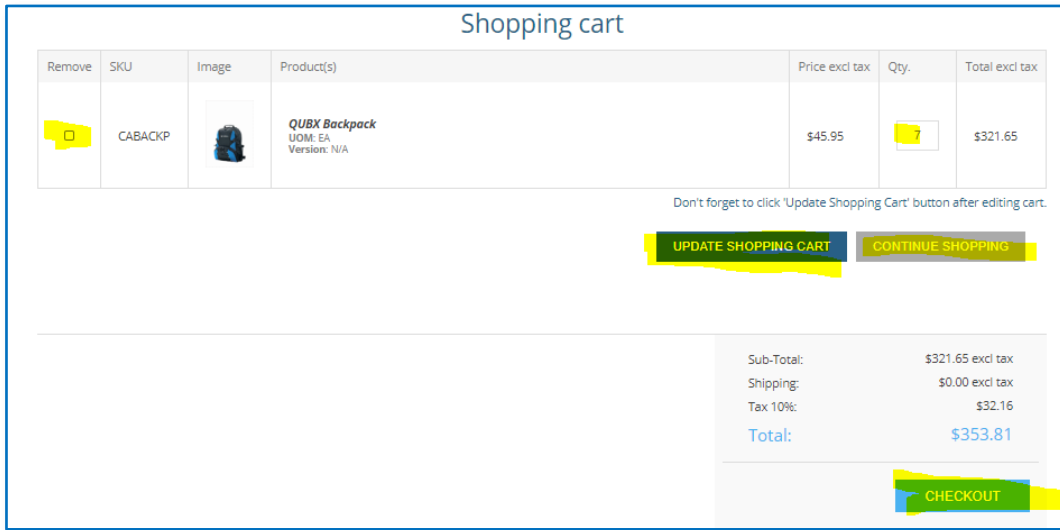 Shopping cart
Remove SKU Image Product(s) Price excl tax Qty. Total excl tax
CABACKP QUBX Backpack $45.95 7 $321.65
UOM: EA
Version: N/A
Don't forget to click 'Update Shopping Cart' button after editing cart.
UPDATE SHOPPING CART CONTINUE SHOPPING
Sub-Total: $321.65 excl tax
Shipping: $0.00 excl tax
Tax 10%: $32.16
Total: $353.81
CHECKOUT